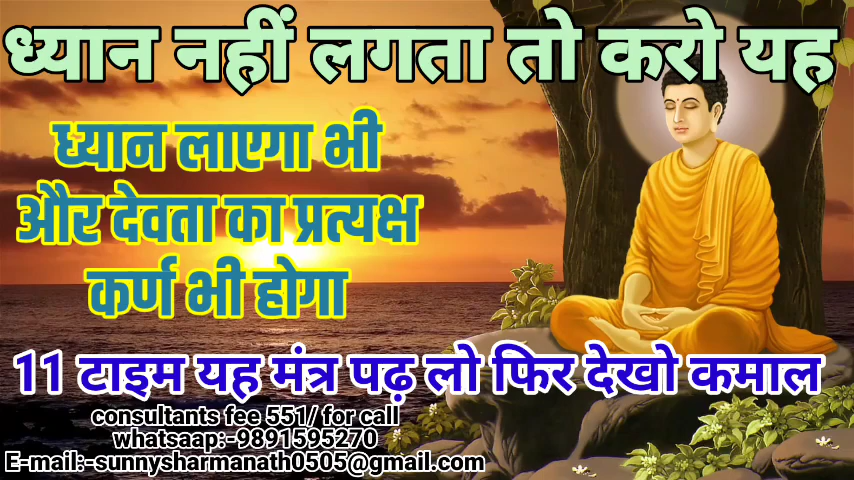 ध्यान नहीं लगता तो करो यह
ध्यान लाएगा भी
और देवता का प्रत्यक्ष
कर्ण भी होगा
11 टाइम यह मंत्र पढ़ लो फिर देखो कमाल
consultants fee 551/ for call
whatsaap:-9891595270
E-mail:-sunnysharmanath0505@gmail.com